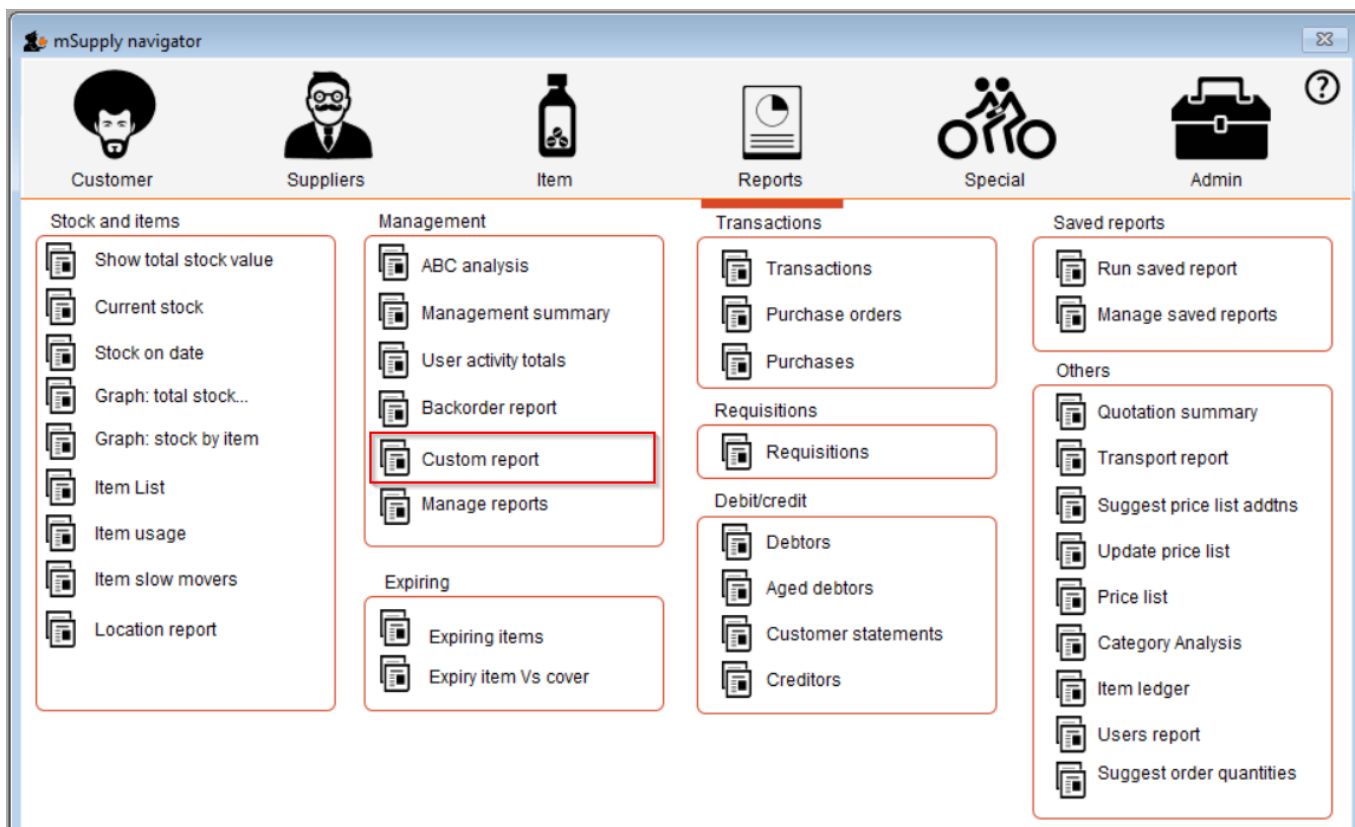 mSupply navigator
?
Customer
Suppliers
Item
Reports
Special
Admin
Stock and items
Show total stock value
Current stock
Stock on date
Graph: total stock...
Graph: stock by item
Item List
Item usage
Item slow movers
Location report
Management
ABC analysis
Management summary
User activity totals
Backorder report
Custom report
Manage reports
Expiring
Expiring items
Expiry item Vs cover
Transactions
Transactions
Purchase orders
Purchases
Requisitions
Requisitions
Debit/credit
Debtors
Aged debtors
Customer statements
Creditors
Saved reports
Run saved report
Manage saved reports
Others
Quotation summary
Transport report
Suggest price list addtns
Update price list
Price list
Category Analysis
Item ledger
Users report
Suggest order quantities